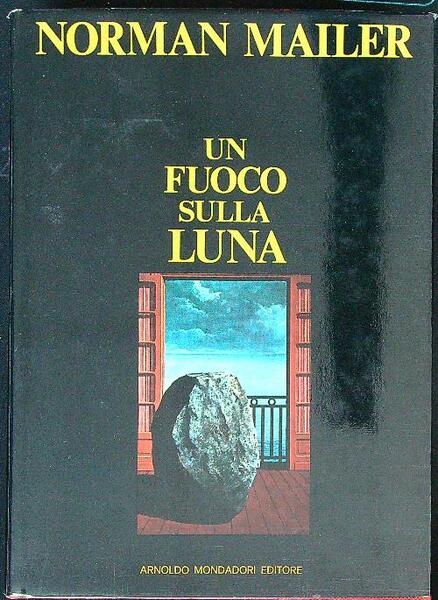 NORMAN MAILER
UN
FUOCO
SULLA
LUNA
ARNOLDO MONDADORI EDITORE